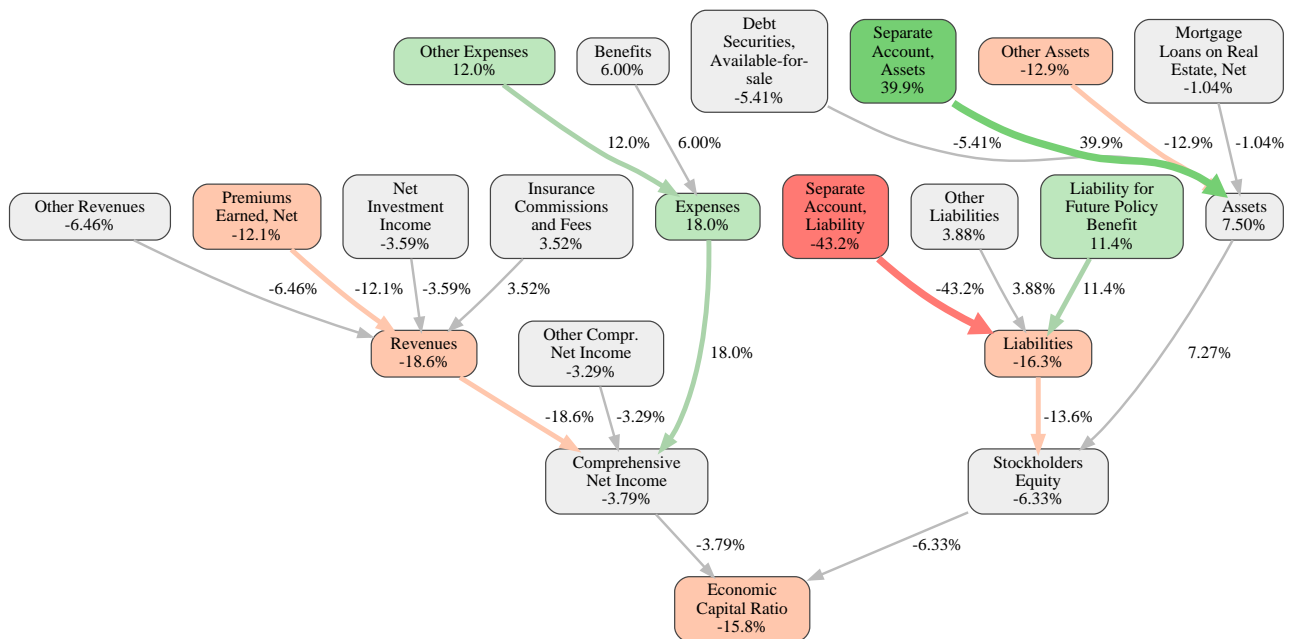 Other Expenses
12.0%
Benefits
6.00%
Debt
Securities,
Available-for-
sale
-5.41%
Separate
Account,
Assets
39.9%
Other Assets
-12.9%
Mortgage
Loans on Real
Estate, Net
-1.04%
12.0%
6.00%
-5.41%
39.9%
-12.9%
-1.04%
Other Revenues
-6.46%
Premiums
Earned, Net
-12.1%
Net
Investment
Income
-3.59%
Insurance
Commissions
and Fees
3.52%
Expenses
18.0%
Separate
Account,
Liability
-43.2%
Other
Liabilities
3.88%
Liability for
Future Policy
Benefit
11.4%
Assets
7.50%
-6.46%
-12.1%
-3.59%
3.52%
-43.2%
3.88%
11.4%
Revenues
-18.6%
Other Compr.
Net Income
-3.29%
18.0%
Liabilities
-16.3%
7.27%
-18.6%
-3.29%
-13.6%
Comprehensive
Net Income
-3.79%
Stockholders
Equity
-6.33%
-3.79%
-6.33%
Economic
Capital Ratio
-15.8%